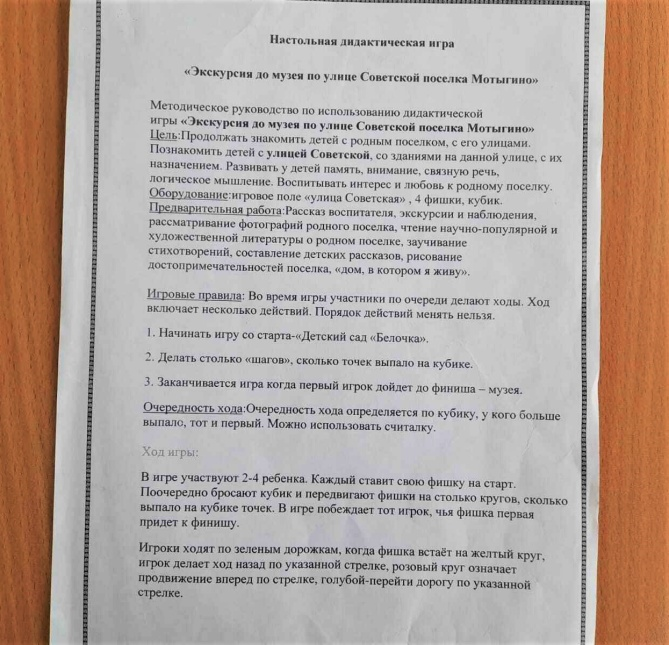 Настольная дидактическая игра
«Экскурсия до музея по улице Советской поселка Мотыгино»
Методическое руководство по использованию дидактической
игры «Экскурсия до музея по улице Советской поселка Мотыгино»
Цель:Продолжать знакомить детей с родным поселком, с его улицами.
Познакомить детей с улицей Советской, со зданиями на данной улице, с их
назначением. Развивать у детей память, внимание, связную речь,
логическое мышление. Воспитывать интерес и любовь к родному поселку.
Оборудование:игровое поле «улица Советская» , 4 фишки, кубик.
Предварительная работа:Рассказ воспитателя, экскурсии и наблюдения,
рассматривание фотографий родного поселка, чтение научно-популярной и
художественной литературы о родном поселке, заучивание
стихотворений, составление детских рассказов, рисование
достопримечательностей поселка, «дом, в котором я живу».
Игровые правила: Во время игры участники по очереди делают ходы. Ход
включает несколько действий. Порядок действий менять нельзя.
1. Начинать игру со старта-«Детский сад «Белочка».
2. Делать столько «шагов», сколько точек выпало на кубике.
3. Заканчивается игра когда первый игрок дойдет до финиша – музея.
Очередность хода:Очередность хода определяется по кубику, у кого больше
выпало, тот и первый. Можно использовать считалку.
Ход игры:
В игре участвуют 2-4 ребенка. Каждый ставит свою фишку на старт.
Поочередно бросают кубик и передвигают фишки на столько кругов, сколько
выпало на кубике точек. В игре побеждает тот игрок, чья фишка первая
придет к финишу.
Игроки ходят по зеленым дорожкам, когда фишка встаёт на желтый круг,
игрок делает ход назад по указанной стрелке, розовый круг означает
продвижение вперед по стрелке, голубой-перейти дорогу по указанной
стрелке.